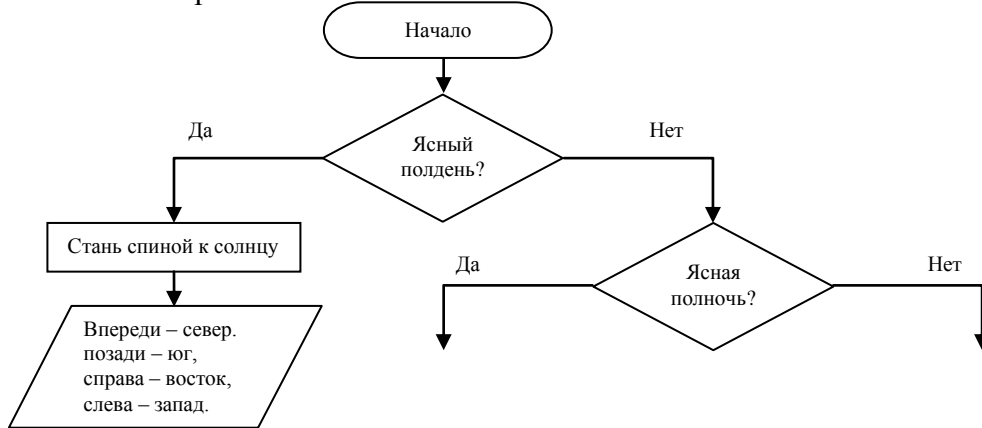 Начало
Да
Ясный
полдень?
Нет
Стань спиной к солнцу
Да
Ясная
полночь?
Нет
Впереди – север.
позади – юг,
справа – восток,
слева – запад.